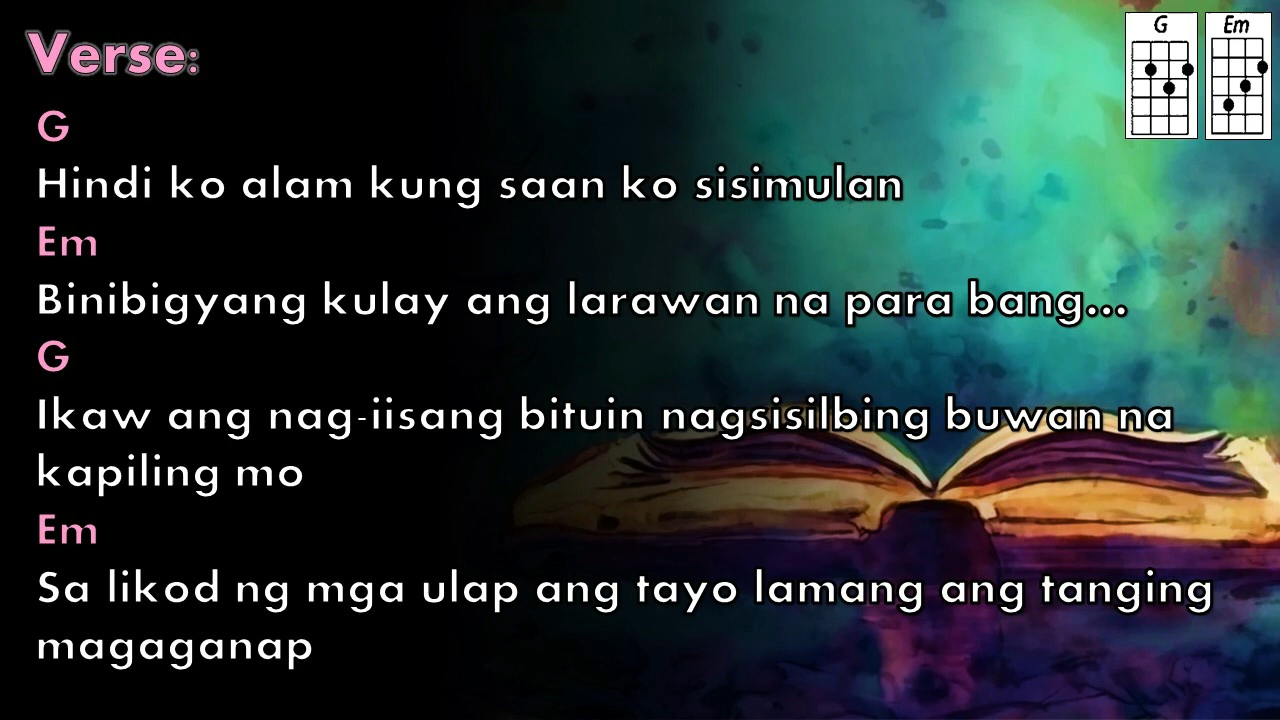 Verse:
G Em
G
Hindi ko alam kung saan ko sisimulan
Em
Binibigyang kulay ang larawan na para bang...
G
Ikaw ang nag-iisang bituin nagsisilbing buwan na
kapiling mo
Em
Sa likod ng mga ulap ang tayo lamang ang tanging
magaganap